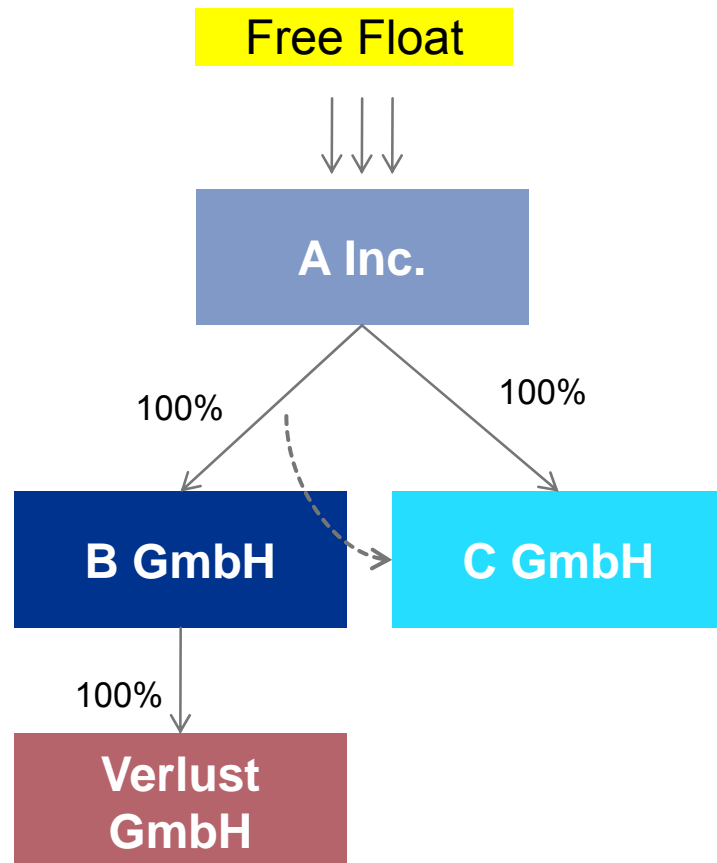 Free Float
A Inc.
100%
100%
B GmbH
C GmbH
100%
Verlust
GmbH